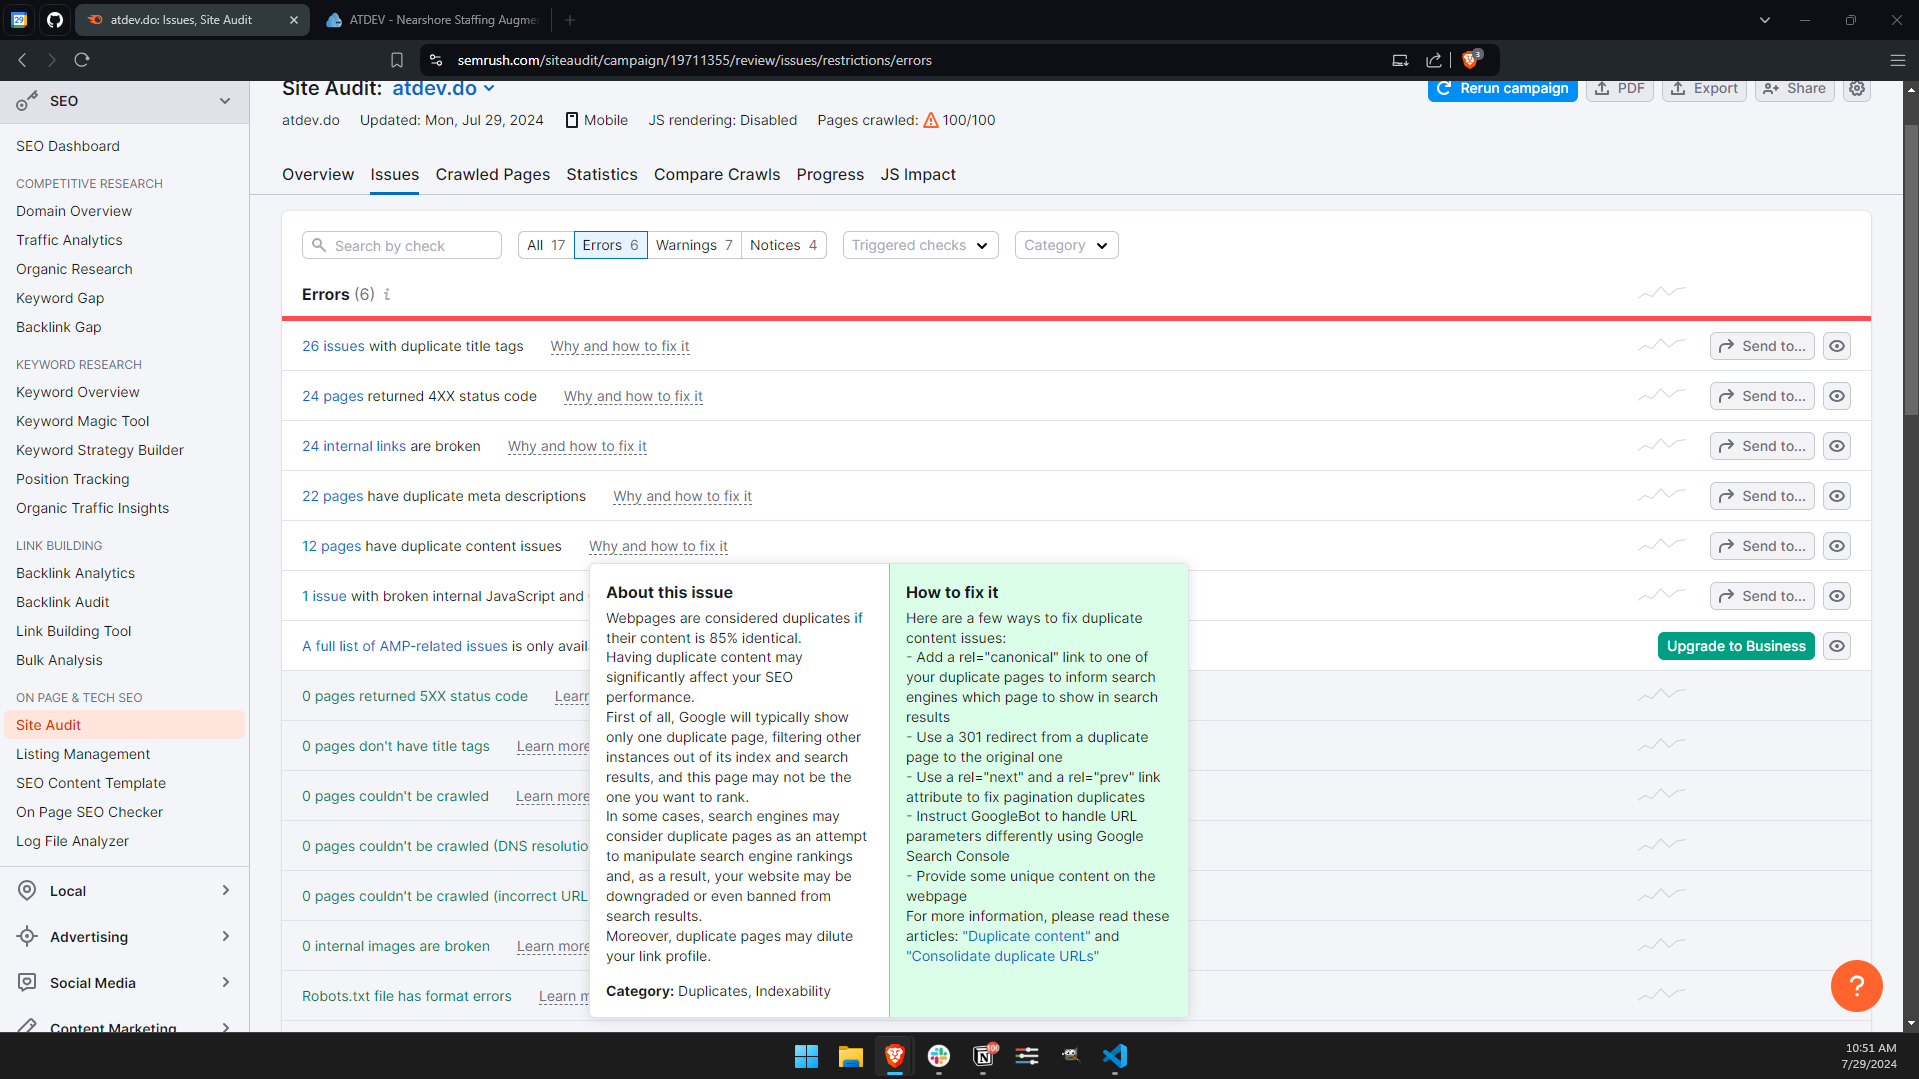 29
atdev.do: Issues, Site Audit
ATDEV - Nearshore Staffing Augme
semrush.com/siteaudit/campaign/19711355/review/issues/restrictions/errors
3
SEO
SEO Dashboard
COMPETITIVE RESEARCH
Domain Overview
Traffic Analytics
Organic Research
Keyword Gap
Backlink Gap
KEYWORD RESEARCH
Keyword Overview
Keyword Magic Tool
Keyword Strategy Builder
Position Tracking
Organic Traffic Insights
LINK BUILDING
Backlink Analytics
Backlink Audit
Link Building Tool
Bulk Analysis
ON PAGE & TECH SEO
Site Audit
Listing Management
SEO Content Template
On Page SEO Checker
Log File Analyzer
Local
Advertising
Social Media
Content Marketing
Site Audit: atdev.do
Rerun campaign
PDF
Export
Share
atdev.do Updated: Mon, Jul 29, 2024 Mobile JS rendering: Disabled Pages crawled: 100/100
Overview Issues Crawled Pages Statistics Compare Crawls Progress JS Impact
Search by check
All 17
Errors 6
Warnings 7
Notices 4
Triggered checks
Category
Errors (6) i
26 issues with duplicate title tags Why and how to fix it Send to...
24 pages returned 4XX status code Why and how to fix it Send to...
24 internal links are broken Why and how to fix it Send to...
22 pages have duplicate meta descriptions Why and how to fix it Send to...
12 pages have duplicate content issues Why and how to fix it Send to...
1 issue with broken internal JavaScript and Send to...
A full list of AMP-related issues is only avail Upgrade to Business
0 pages returned 5XX status code Learn
0 pages don't have title tags Learn more
0 pages couldn't be crawled Learn more
0 pages couldn't be crawled (DNS resolutio
0 pages couldn't be crawled (incorrect URL
0 internal images are broken Learn more
Robots.txt file has format errors Learn m
About this issue
Webpages are considered duplicates if
their content is 85% identical.
Having duplicate content may
significantly affect your SEO
performance.
First of all, Google will typically show
only one duplicate page, filtering other
instances out of its index and search
results, and this page may not be the
one you want to rank.
In some cases, search engines may
consider duplicate pages as an attempt
to manipulate search engine rankings
and, as a result, your website may be
downgraded or even banned from
search results.
Moreover, duplicate pages may dilute
your link profile.
Category: Duplicates, Indexability
How to fix it
Here are a few ways to fix duplicate
content issues:
- Add a rel="canonical" link to one of
your duplicate pages to inform search
engines which page to show in search
results
- Use a 301 redirect from a duplicate
page to the original one
- Use a rel="next" and a rel="prev" link
attribute to fix pagination duplicates
- Instruct GoogleBot to handle URL
parameters differently using Google
Search Console
- Provide some unique content on the
webpage
For more information, please read these
articles: "Duplicate content" and
"Consolidate duplicate URLs"
?
100
10:51 AM
7/29/2024